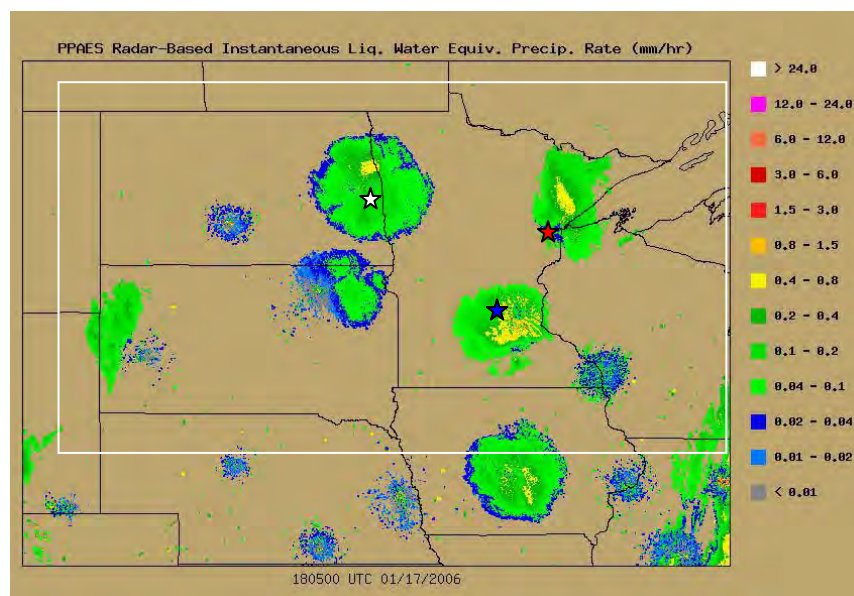 PPAES Radar-Based Instantaneous Liq. Water Equiv. Precip. Rate (mm/hr)
> 24.0
12.0 - 24.0
6.0 - 12.0
3.0 - 6.0
1.5 - 3.0
0.8 - 1.5
0.4 - 0.8
0.2 - 0.4
0.1 - 0.2
0.04 - 0.1
0.02 - 0.04
0.01 - 0.02
< 0.01
180500 UTC 01/17/2006